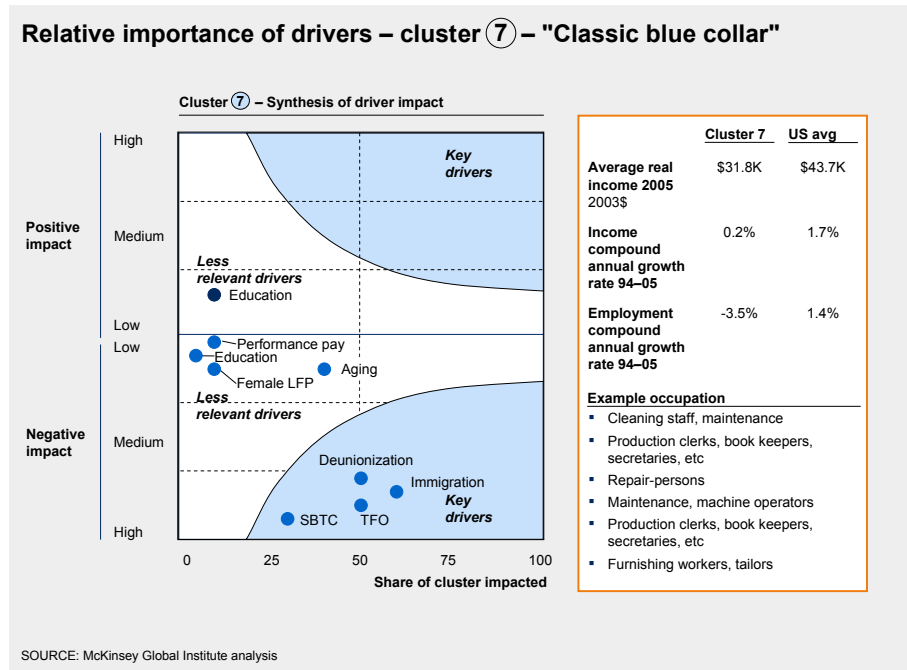 Relative importance of drivers – cluster 7 – "Classic blue collar"
Cluster 7 – Synthesis of driver impact
High
Key
drivers
Positive
impact
Medium
Less
relevant drivers
Education
Low
Low
Performance pay
Education
Aging
Female LFP
Less
relevant drivers
Negative
impact
Medium
Deunionization
Immigration
Key
drivers
SBTC
TFO
High
0 25 50 75 100
Share of cluster impacted
Cluster 7 US avg
Average real $31.8K $43.7K
income 2005
2003$
Income 0.2% 1.7%
compound
annual growth
rate 94–05
Employment -3.5% 1.4%
compound
annual growth
rate 94–05
Example occupation
▪ Cleaning staff, maintenance
▪ Production clerks, book keepers,
secretaries, etc
▪ Repair-persons
▪ Maintenance, machine operators
▪ Production clerks, book keepers,
secretaries, etc
▪ Furnishing workers, tailors
SOURCE: McKinsey Global Institute analysis